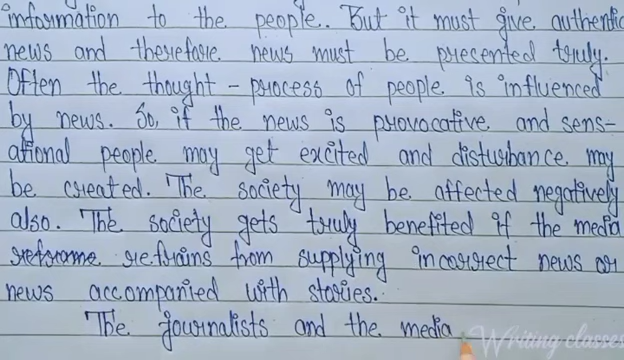 information to the people. But it must give authentic
news and therefore news must be presented truly.
Often the thought - process of people is influenced
by news. So, if the news is provocative and sens-
ational people may get excited and disturbance may
be created. The society may be affected negatively
also. The society gets truly benefited if the media
reframe refrains from supplying incorrect news or
news accompanied with stories.
The journalists and the media
Writing classes